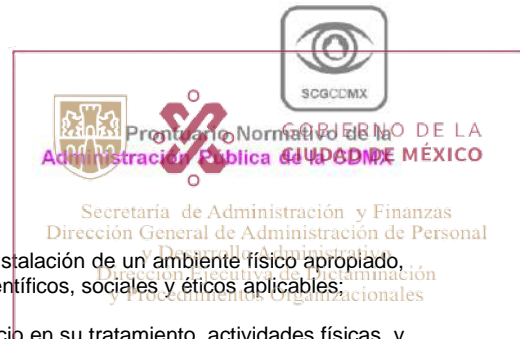 SCGCDMX
Prontuario Normativo de la
Administración Pública de la CDMX
GOBIERNO DE LA
CIUDAD DE MÉXICO
Secretaría de Administración y Finanzas
Dirección General de Administración de Personal
y Desarrollo Administrativo
Dirección Ejecutiva de Dictaminación
y Procedimientos Organizacionales
stalación de un ambiente físico apropiado,
entíficos, sociales y éticos aplicables;
cio en su tratamiento, actividades físicas, y